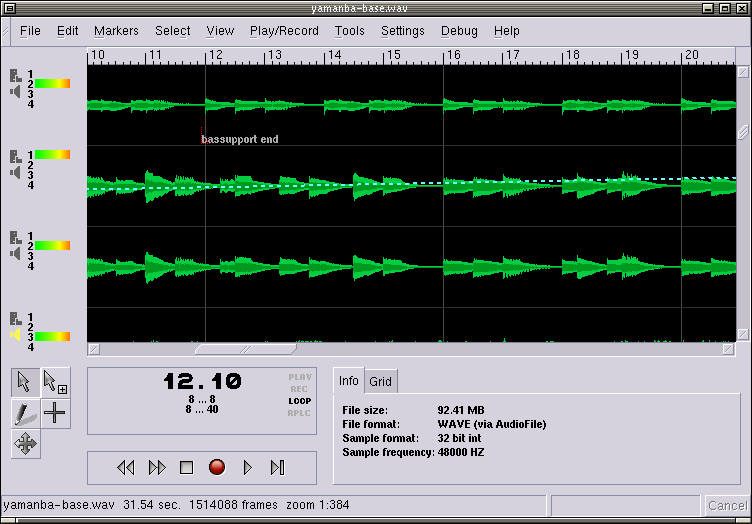 yamanba-base.wav
File Edit Markers Select View Play/Record Tools Settings Debug Help
10 11 12 13 14 15 16 17 18 19 20
1
2
3
4
bassupport end
1
2
3
4
1
2
3
4
1
2
3
4
12.10
8 ... 8
8 ... 40
PLAY
REC
LOOP
RPLC
Info Grid
File size: 92.41 MB
File format: WAVE (via AudioFile)
Sample format: 32 bit int
Sample frequency: 48000 HZ
yamanba-base.wav 31.54 sec. 1514088 frames zoom 1:384
Cancel